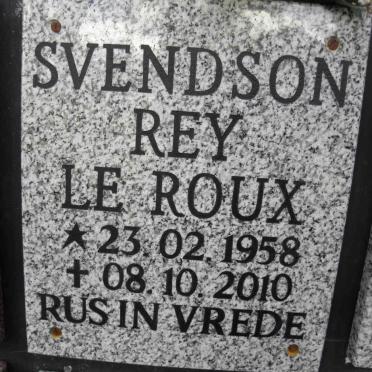 SVENDSON
REY
LE ROUX
★ 23. 02. 1958
✝ 08. 10. 2010
RUS IN VREDE